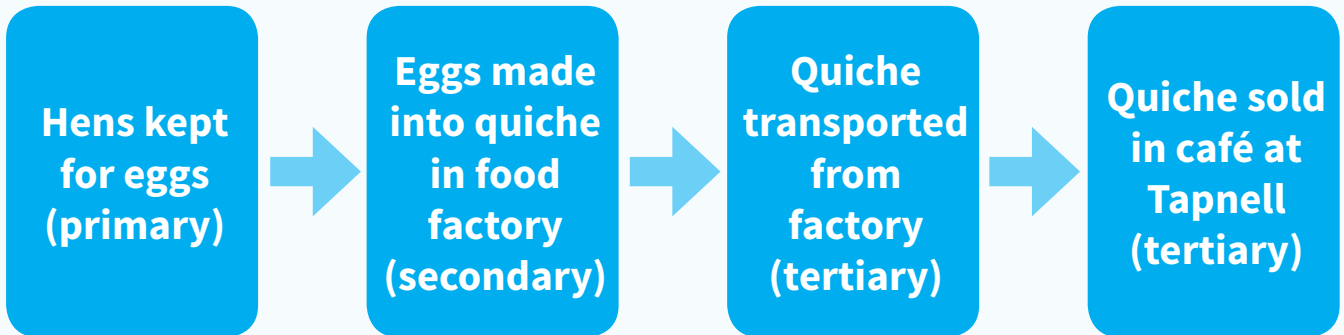 Hens kept
for eggs
(primary)
Eggs made
into quiche
in food
factory
(secondary)
Quiche
transported
from
factory
(tertiary)
Quiche sold
in café at
Tapnell
(tertiary)